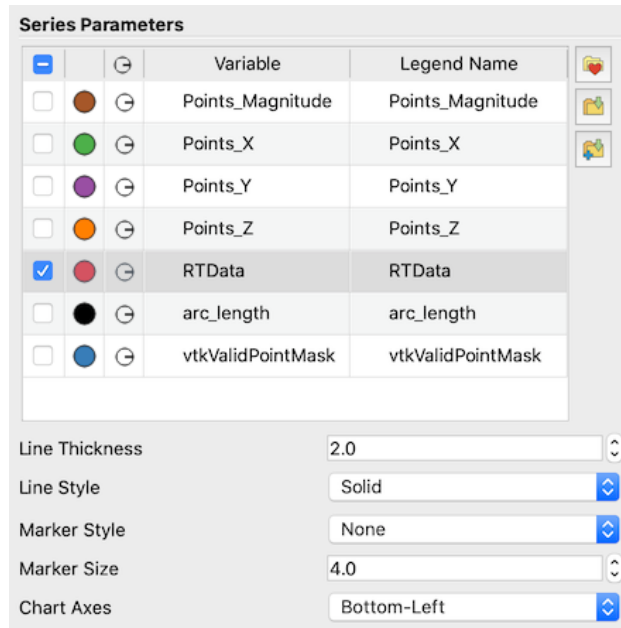 Series Parameters
Variable Legend Name
Points_Magnitude Points_Magnitude
Points_X Points_X
Points_Y Points_Y
Points_Z Points_Z
RTData RTData
arc_length arc_length
vtkValidPointMask vtkValidPointMask
Line Thickness 2.0
Line Style Solid
Marker Style None
Marker Size 4.0
Chart Axes Bottom-Left